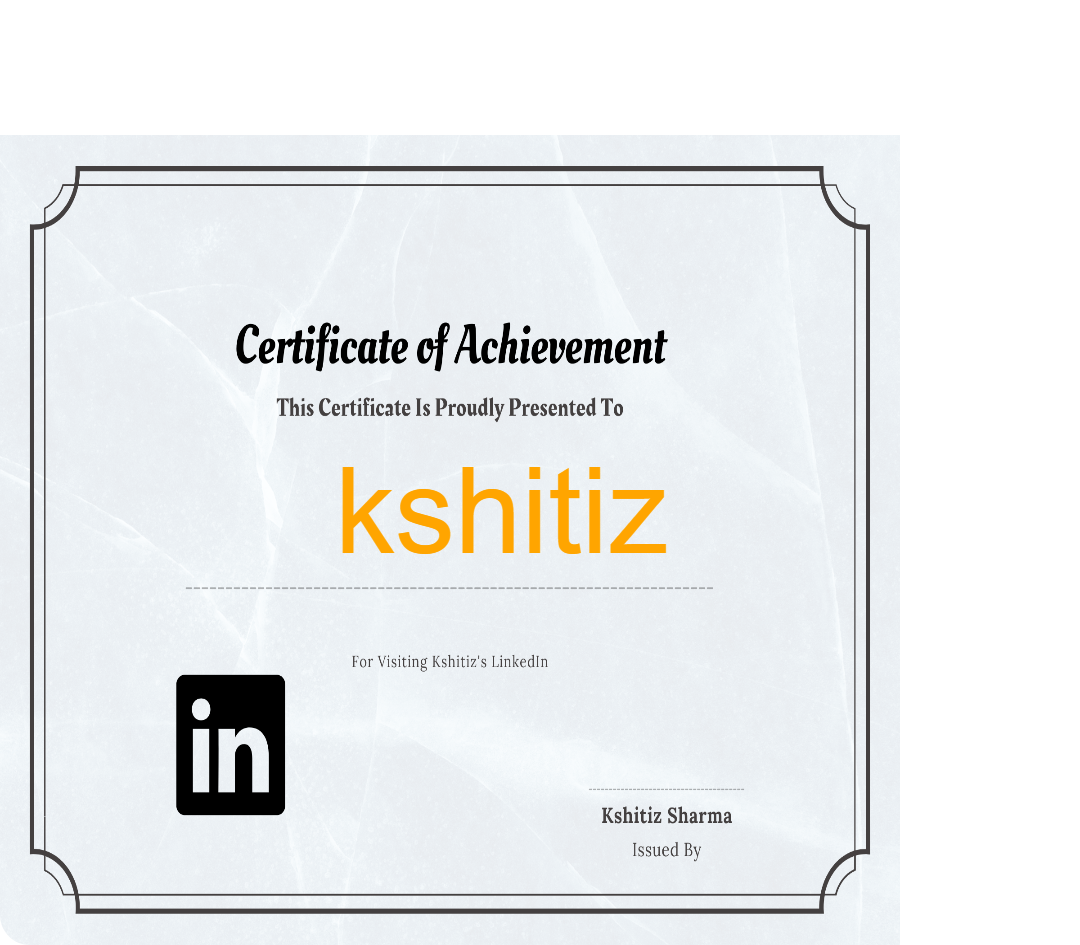 Certificate of Achievement
This Certificate Is Proudly Presented To
kshitiz
For Visiting Kshitiz's LinkedIn
in
Kshitiz Sharma
Issued By